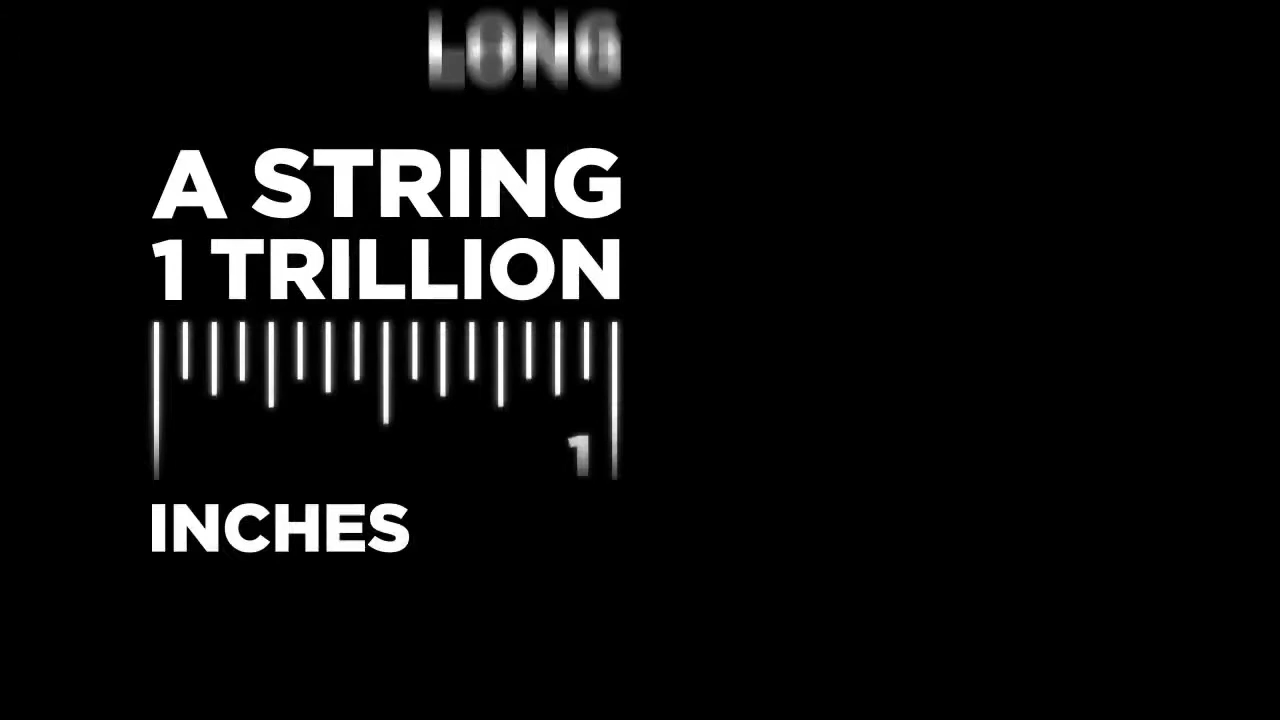 LONG
A STRING
1 TRILLION
1
INCHES